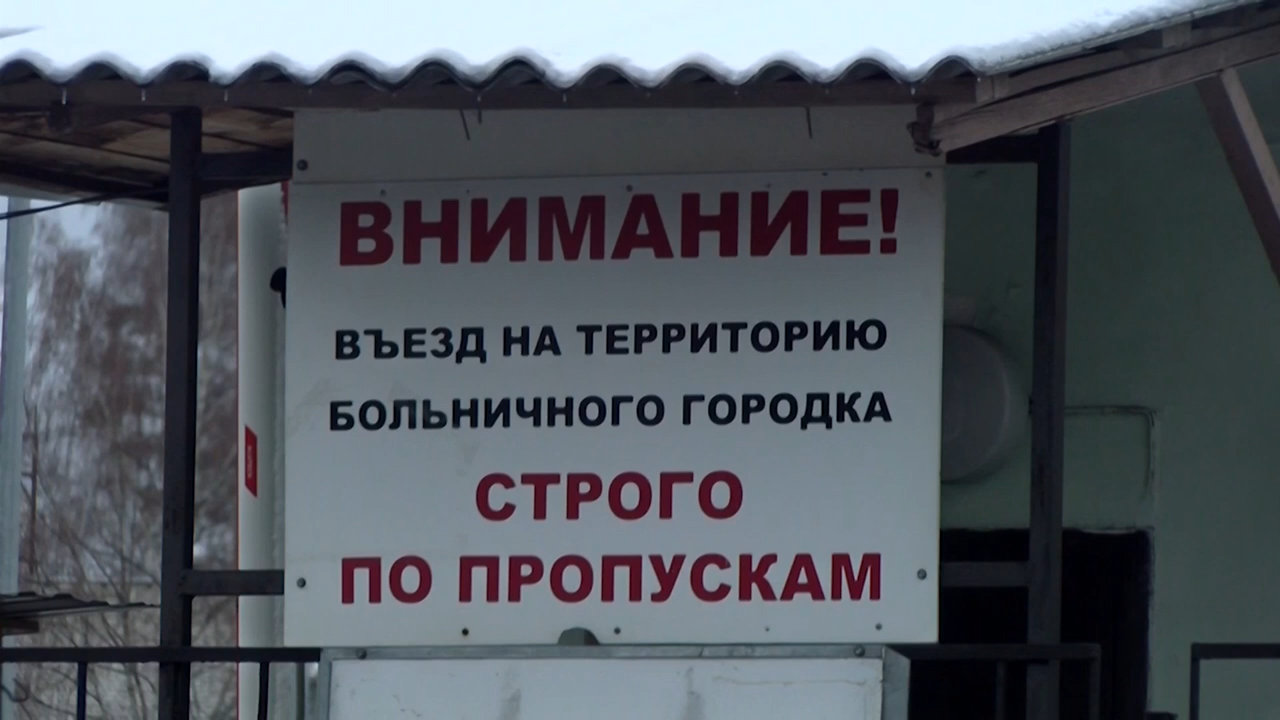 ВНИМАНИЕ!
ВЪЕЗД НА ТЕРРИТОРИЮ
БОЛЬНИЧНОГО ГОРОДКА
СТРОГО
ПО ПРОПУСКАМ